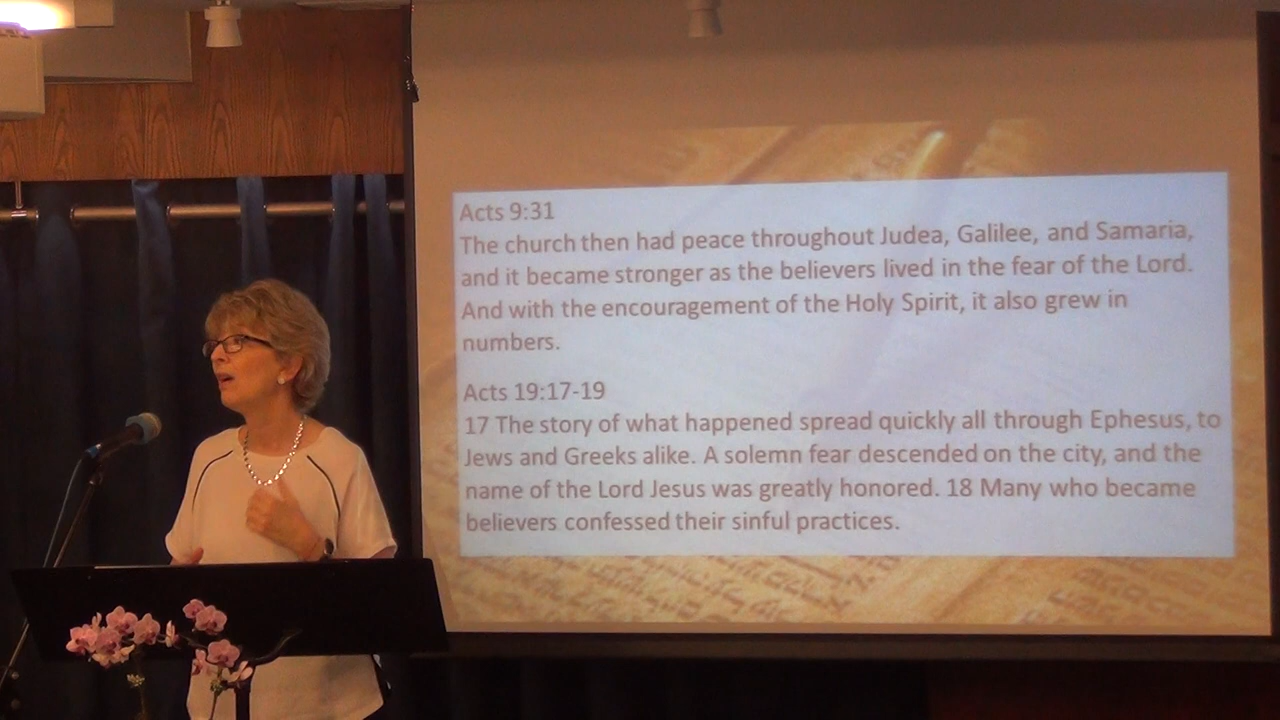 Acts 9:31
The church then had peace throughout Judea, Galilee, and Samaria,
and it became stronger as the believers lived in the fear of the Lord.
And with the encouragement of the Holy Spirit, it also grew in
numbers.
Acts 19:17-19
17 The story of what happened spread quickly all through Ephesus, to
Jews and Greeks alike. A solemn fear descended on the city, and the
name of the Lord Jesus was greatly honored. 18 Many who became
believers confessed their sinful practices.